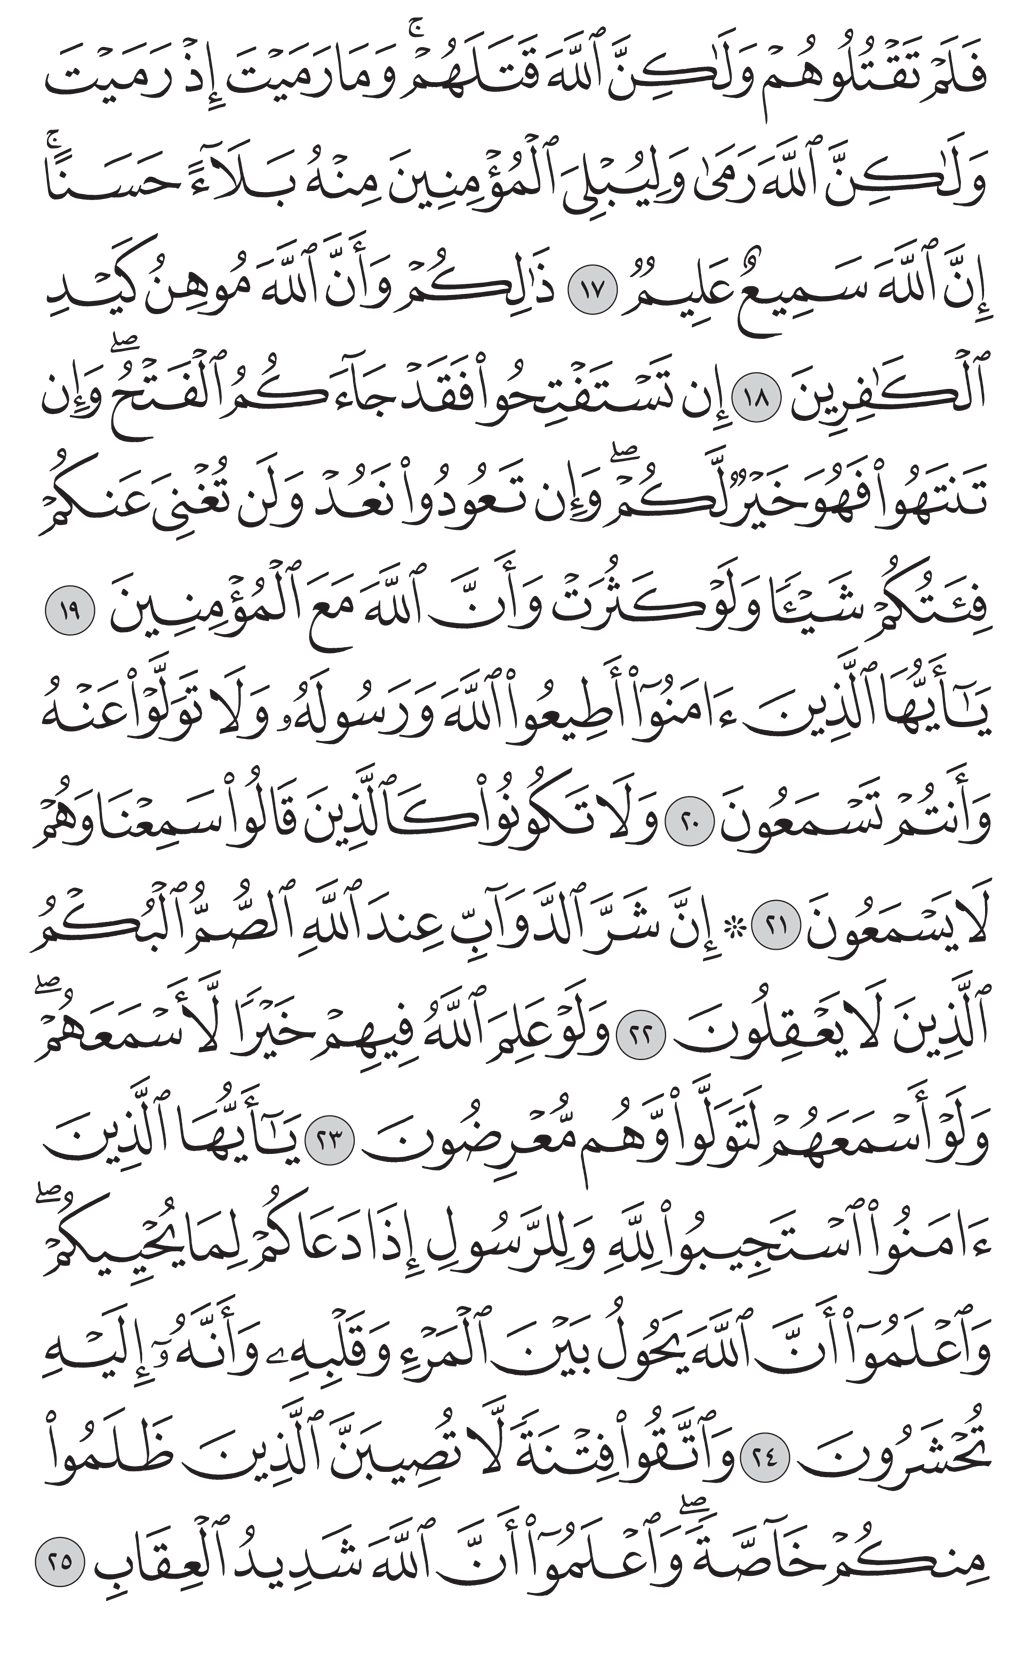 فَلَمۡ تَقۡتُلُوهُمۡ وَلَٰكِنَّ ٱللَّهَ قَتَلَهُمۡۚ وَمَا رَمَيۡتَ إِذۡ رَمَيۡتَ
وَلَٰكِنَّ ٱللَّهَ رَمَىٰ وَلِيُبۡلِيَ ٱلۡمُؤۡمِنِينَ مِنۡهُ بَلَآءً حَسَنًاۚ
إِنَّ ٱللَّهَ سَمِيعٌ عَلِيمٞ ١٧ ذَٰلِكُمۡ وَأَنَّ ٱللَّهَ مُوهِنُ كَيۡدِ
ٱلۡكَٰفِرِينَ ١٨ إِن تَسۡتَفۡتِحُواْ فَقَدۡ جَآءَكُمُ ٱلۡفَتۡحُۖ وَإِن
تَنتَهُواْ فَهُوَ خَيۡرٞ لَّكُمۡۖ وَإِن تَعُودُواْ نَعُدۡ وَلَن تُغۡنِيَ عَنكُمۡ
فِئَتُكُمۡ شَيۡـٔٗا وَلَوۡ كَثُرَتۡ وَأَنَّ ٱللَّهَ مَعَ ٱلۡمُؤۡمِنِينَ ١٩
يَٰٓأَيُّهَا ٱلَّذِينَ ءَامَنُوٓاْ أَطِيعُواْ ٱللَّهَ وَرَسُولَهُۥ وَلَا تَوَلَّوۡاْ عَنۡهُ
وَأَنتُمۡ تَسۡمَعُونَ ٢٠ وَلَا تَكُونُواْ كَٱلَّذِينَ قَالُواْ سَمِعۡنَا وَهُمۡ
لَا يَسۡمَعُونَ ٢١ ۞ إِنَّ شَرَّ ٱلدَّوَآبِّ عِندَ ٱللَّهِ ٱلصُّمُّ ٱلۡبُكۡمُ
ٱلَّذِينَ لَا يَعۡقِلُونَ ٢٢ وَلَوۡ عَلِمَ ٱللَّهُ فِيهِمۡ خَيۡرٗا لَّأَسۡمَعَهُمۡۖ
وَلَوۡ أَسۡمَعَهُمۡ لَتَوَلَّواْ وَّهُم مُّعۡرِضُونَ ٢٣ يَٰٓأَيُّهَا ٱلَّذِينَ
ءَامَنُواْ ٱسۡتَجِيبُواْ لِلَّهِ وَلِلرَّسُولِ إِذَا دَعَاكُمۡ لِمَا يُحۡيِيكُمۡۖ
وَٱعۡلَمُوٓاْ أَنَّ ٱللَّهَ يَحُولُ بَيۡنَ ٱلۡمَرۡءِ وَقَلۡبِهِۦ وَأَنَّهُۥٓ إِلَيۡهِ
تُحۡشَرُونَ ٢٤ وَٱتَّقُواْ فِتۡنَةٗ لَّا تُصِيبَنَّ ٱلَّذِينَ ظَلَمُواْ
مِنكُمۡ خَآصَّةٗۖ وَٱعۡلَمُوٓاْ أَنَّ ٱللَّهَ شَدِيدُ ٱلۡعِقَابِ ٢٥